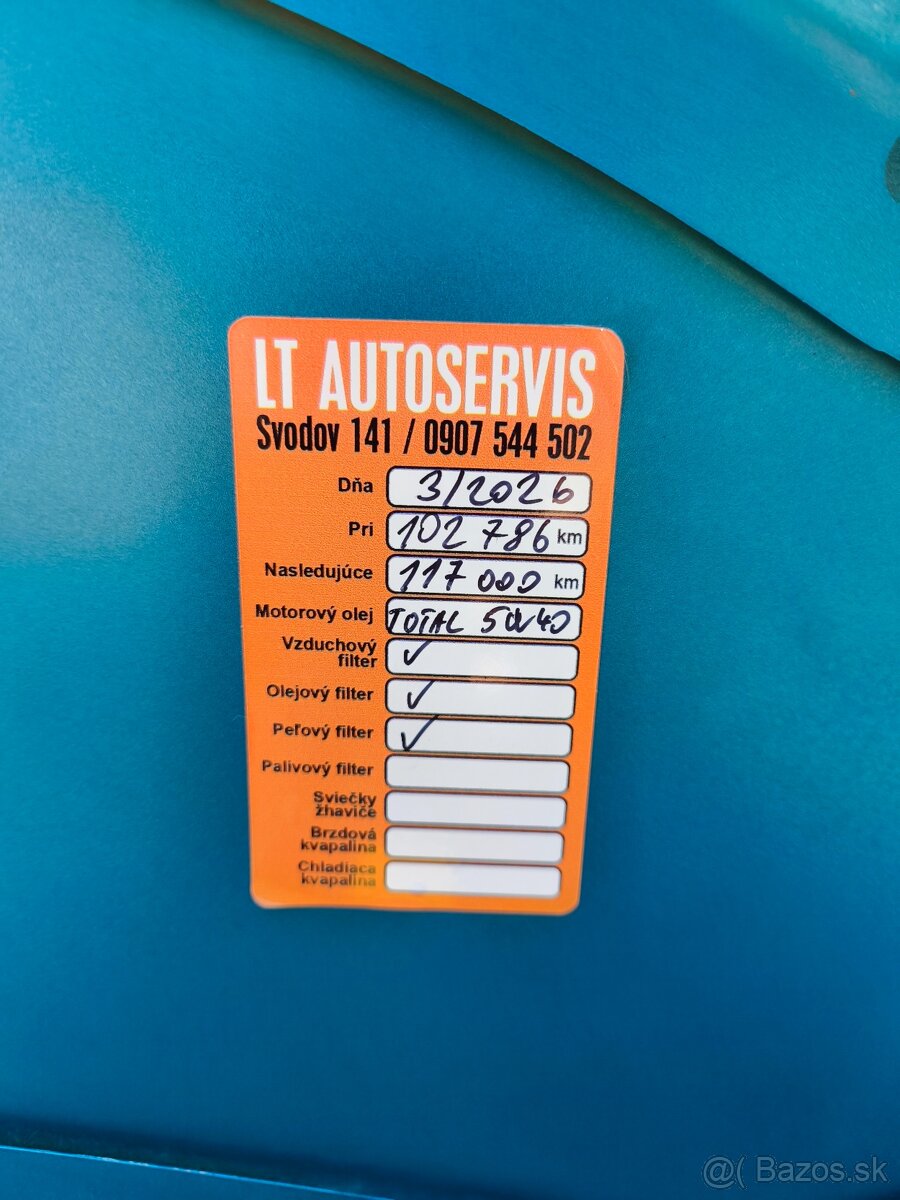 LT AUTOSERVIS
Svodov 141 / 0907 544 502
Dňa 3/2026
Pri 102 786 km
Nasledujúce 117 000 km
Motorový olej TOTAL 5W40
Vzduchový
filter ✓
Olejový filter ✓
Peľový filter ✓
Palivový filter
Sviečky
žhaviče
Brzdová
kvapalina
Chladiaca
kvapalina
@( Bazos.sk